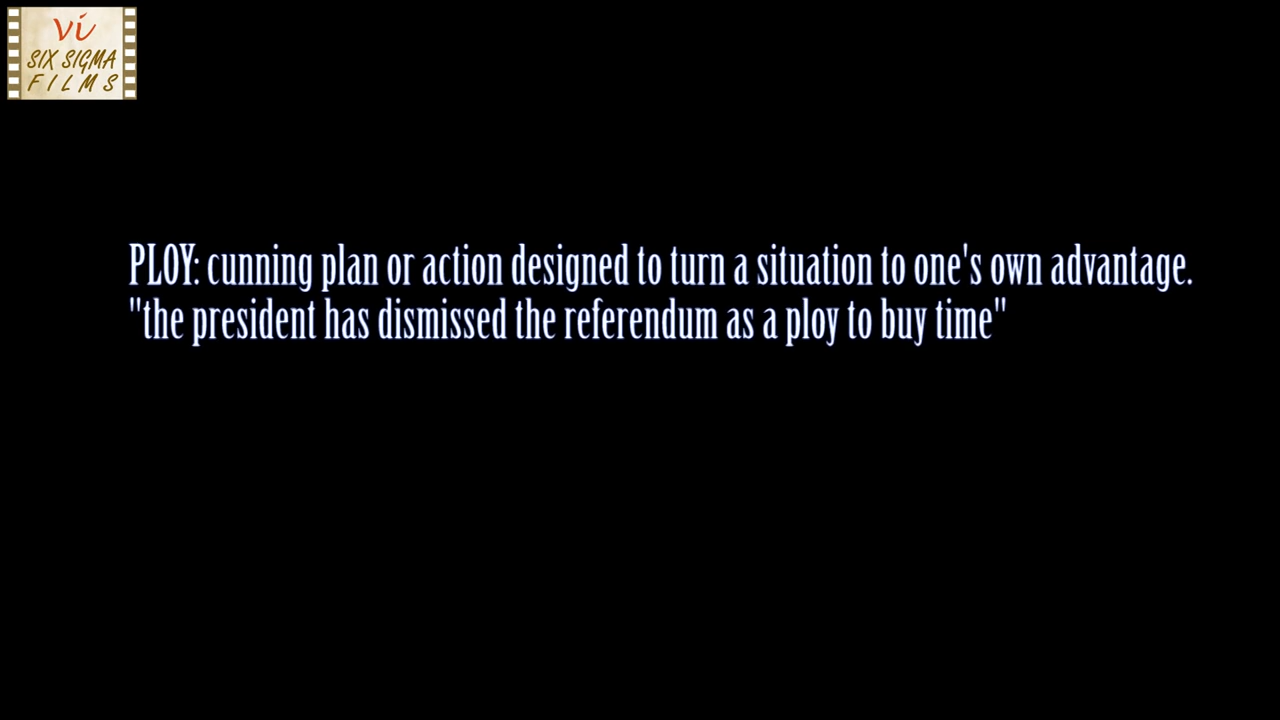 vi
SIX SIGMA
FILMS
PLOY: cunning plan or action designed to turn a situation to one's own advantage.
"the president has dismissed the referendum as a ploy to buy time"